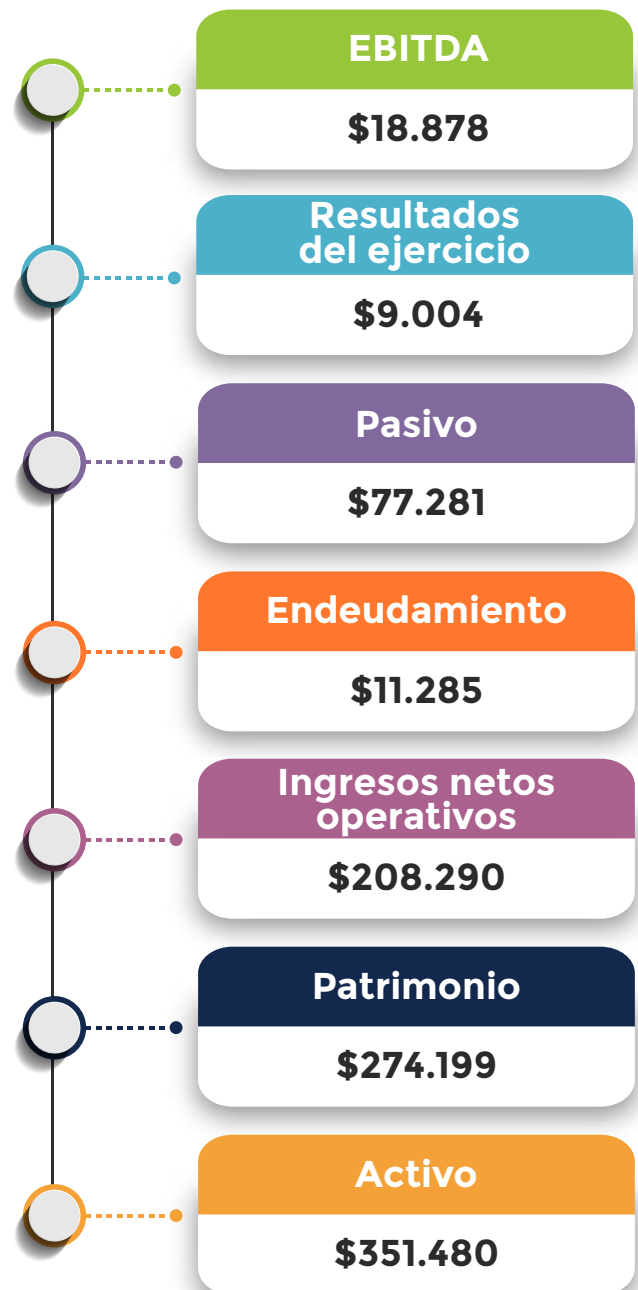 EBITDA
$18.878
Resultados
del ejercicio
$9.004
Pasivo
$77.281
Endeudamiento
$11.285
Ingresos netos
operativos
$208.290
Patrimonio
$274.199
Activo
$351.480